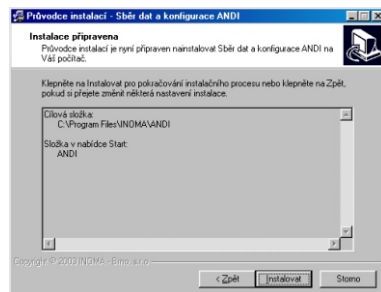 Průvodce instalací - Sběr dat a konfigurace ANDI
Instalace připravena
Průvodce instalací je nyní připraven nainstalovat Sběr dat a konfigurace ANDI na
Váš počítač.
Klepněte na Instalovat pro pokračování instalačního procesu nebo klepněte na Zpět,
pokud si přejete změnit některá nastavení instalace.
Cílová složka:
C:\Program Files\INOMA\ANDI
Složka v nabídce Start:
ANDI
Copyright © 2003 INOMA - Brno, s.r.o.
< Zpět
Instalovat
Storno